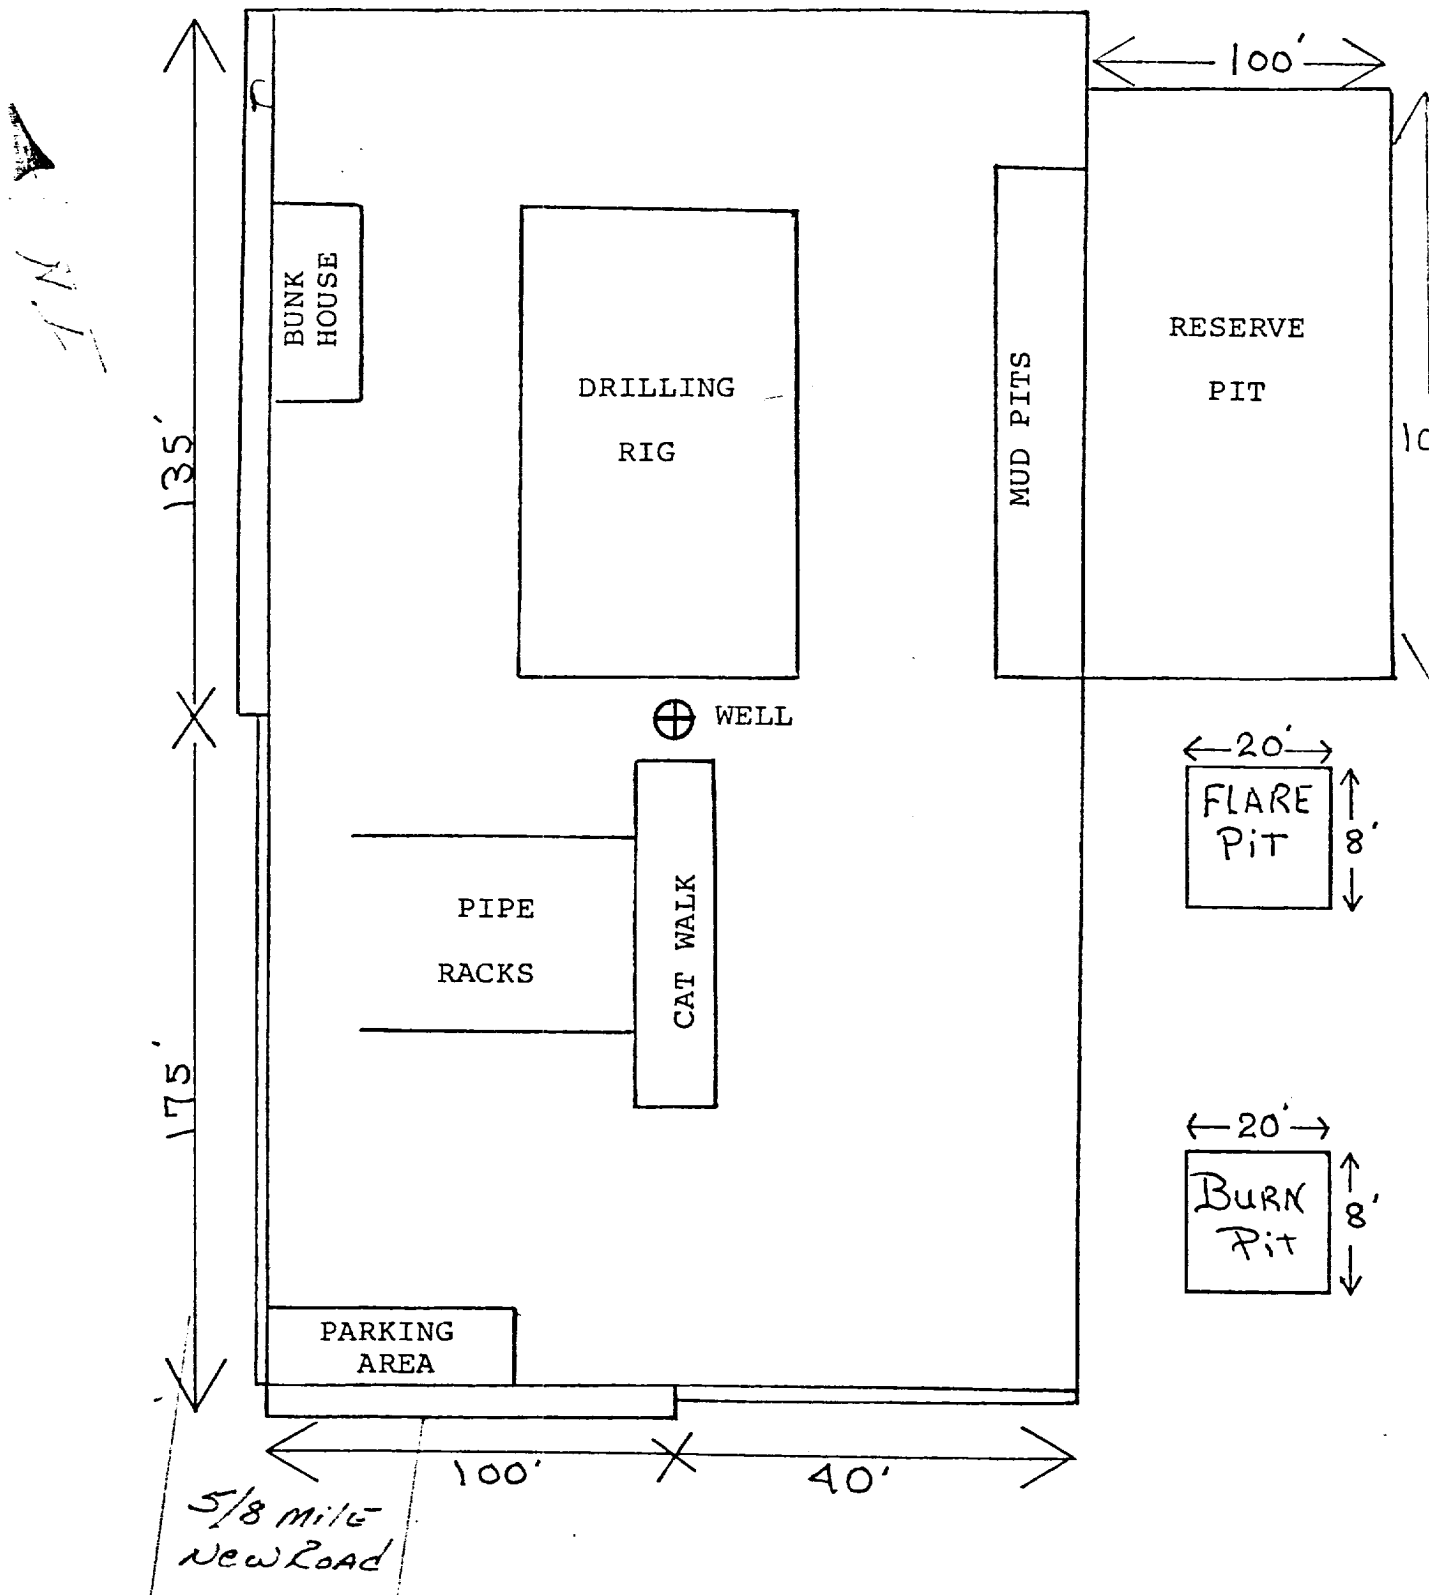 100'
BUNK
HOUSE
135'
DRILLING
RIG
MUD PITS
RESERVE
PIT
10
WELL
20'
FLARE
PiT
8'
PIPE
RACKS
CAT WALK
175'
20'
BURN
Pit
8'
PARKING
AREA
100'
40'
5/8 mile
New Road